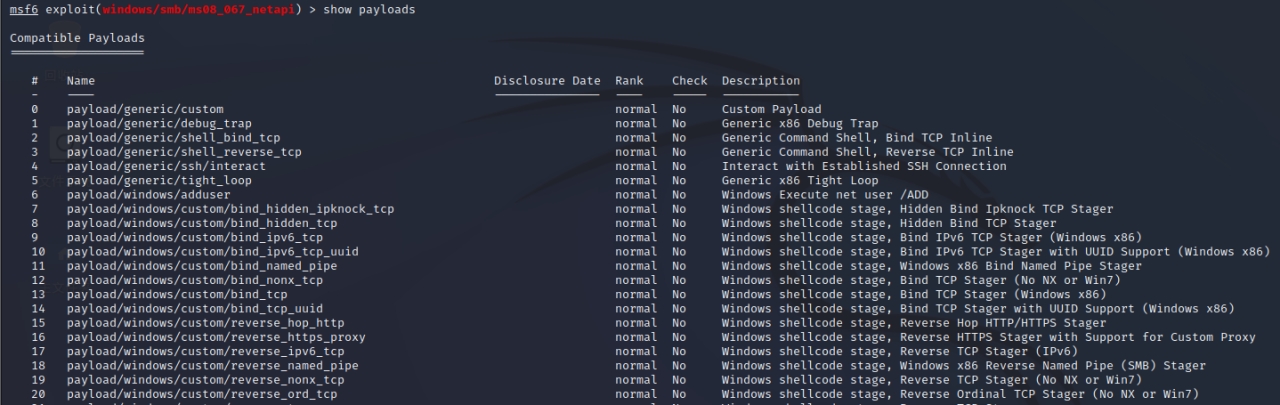 msf6 exploit(windows/smb/ms08_067_netapi) > show payloads
Compatible Payloads
# Name Disclosure Date Rank Check Description
0 payload/generic/custom normal No Custom Payload
1 payload/generic/debug_trap normal No Generic x86 Debug Trap
2 payload/generic/shell_bind_tcp normal No Generic Command Shell, Bind TCP Inline
3 payload/generic/shell_reverse_tcp normal No Generic Command Shell, Reverse TCP Inline
4 payload/generic/ssh/interact normal No Interact with Established SSH Connection
5 payload/generic/tight_loop normal No Generic x86 Tight Loop
6 payload/windows/adduser normal No Windows Execute net user /ADD
7 payload/windows/custom/bind_hidden_ipknock_tcp normal No Windows shellcode stage, Hidden Bind Ipknock TCP Stager
8 payload/windows/custom/bind_hidden_tcp normal No Windows shellcode stage, Hidden Bind TCP Stager
9 payload/windows/custom/bind_ipv6_tcp normal No Windows shellcode stage, Bind IPv6 TCP Stager (Windows x86)
10 payload/windows/custom/bind_ipv6_tcp_uuid normal No Windows shellcode stage, Bind IPv6 TCP Stager with UUID Support (Windows x86)
11 payload/windows/custom/bind_named_pipe normal No Windows shellcode stage, Windows x86 Bind Named Pipe Stager
12 payload/windows/custom/bind_nonx_tcp normal No Windows shellcode stage, Bind TCP Stager (No NX or Win7)
13 payload/windows/custom/bind_tcp normal No Windows shellcode stage, Bind TCP Stager (Windows x86)
14 payload/windows/custom/bind_tcp_uuid normal No Windows shellcode stage, Bind TCP Stager with UUID Support (Windows x86)
15 payload/windows/custom/reverse_hop_http normal No Windows shellcode stage, Reverse Hop HTTP/HTTPS Stager
16 payload/windows/custom/reverse_https_proxy normal No Windows shellcode stage, Reverse HTTPS Stager with Support for Custom Proxy
17 payload/windows/custom/reverse_ipv6_tcp normal No Windows shellcode stage, Reverse TCP Stager (IPv6)
18 payload/windows/custom/reverse_named_pipe normal No Windows shellcode stage, Windows x86 Reverse Named Pipe (SMB) Stager
19 payload/windows/custom/reverse_nonx_tcp normal No Windows shellcode stage, Reverse TCP Stager (No NX or Win7)
20 payload/windows/custom/reverse_ord_tcp normal No Windows shellcode stage, Reverse Ordinal TCP Stager (No NX or Win7)